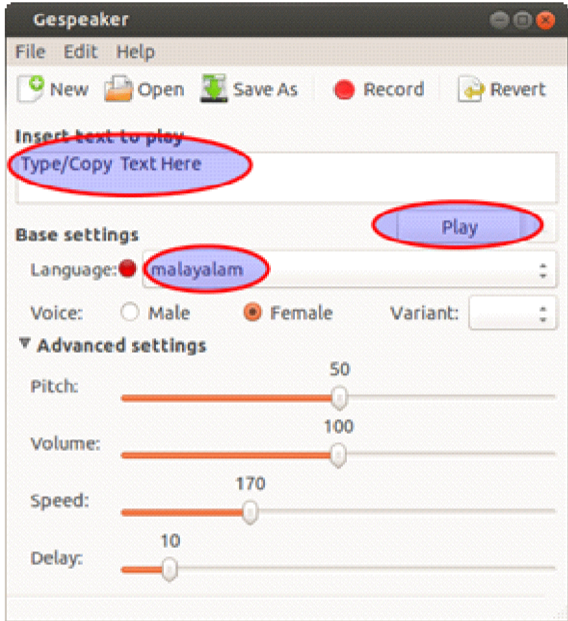 Gespeaker
File Edit Help
New Open Save As Record Revert
Insert text to play
Type/Copy Text Here
Play
Base settings
Language: malayalam
Voice: Male Female Variant:
Advanced settings
50
Pitch:
100
Volume:
170
Speed:
10
Delay: